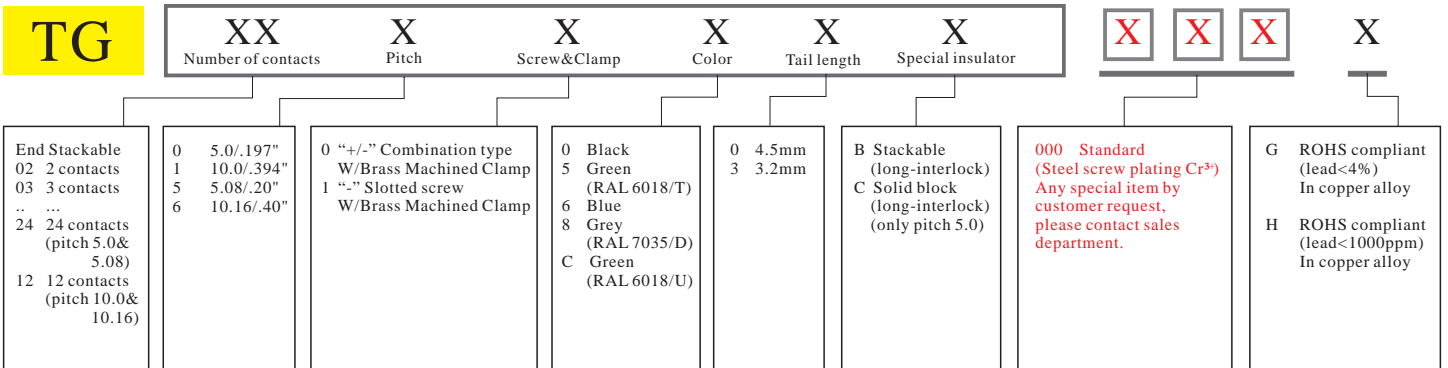 TG
XX X X X X X X X X X
Number of contacts Pitch Screw&Clamp Color Tail length Special insulator
End Stackable
02 2 contacts
03 3 contacts
.. ...
24 24 contacts
(pitch 5.0&
5.08)
12 12 contacts
(pitch 10.0&
10.16)
0 5.0/.197"
1 10.0/.394"
5 5.08/.20"
6 10.16/.40"
0 “+/-” Combination type
W/Brass Machined Clamp
1 “-” Slotted screw
W/Brass Machined Clamp
0 Black
5 Green
(RAL 6018/T)
6 Blue
8 Grey
(RAL 7035/D)
C Green
(RAL 6018/U)
0 4.5mm
3 3.2mm
B Stackable
(long-interlock)
C Solid block
(long-interlock)
(only pitch 5.0)
000 Standard
(Steel screw plating Cr³⁺)
Any special item by
customer request,
please contact sales
department.
G ROHS compliant
(lead<4%)
In copper alloy
H ROHS compliant
(lead<1000ppm)
In copper alloy